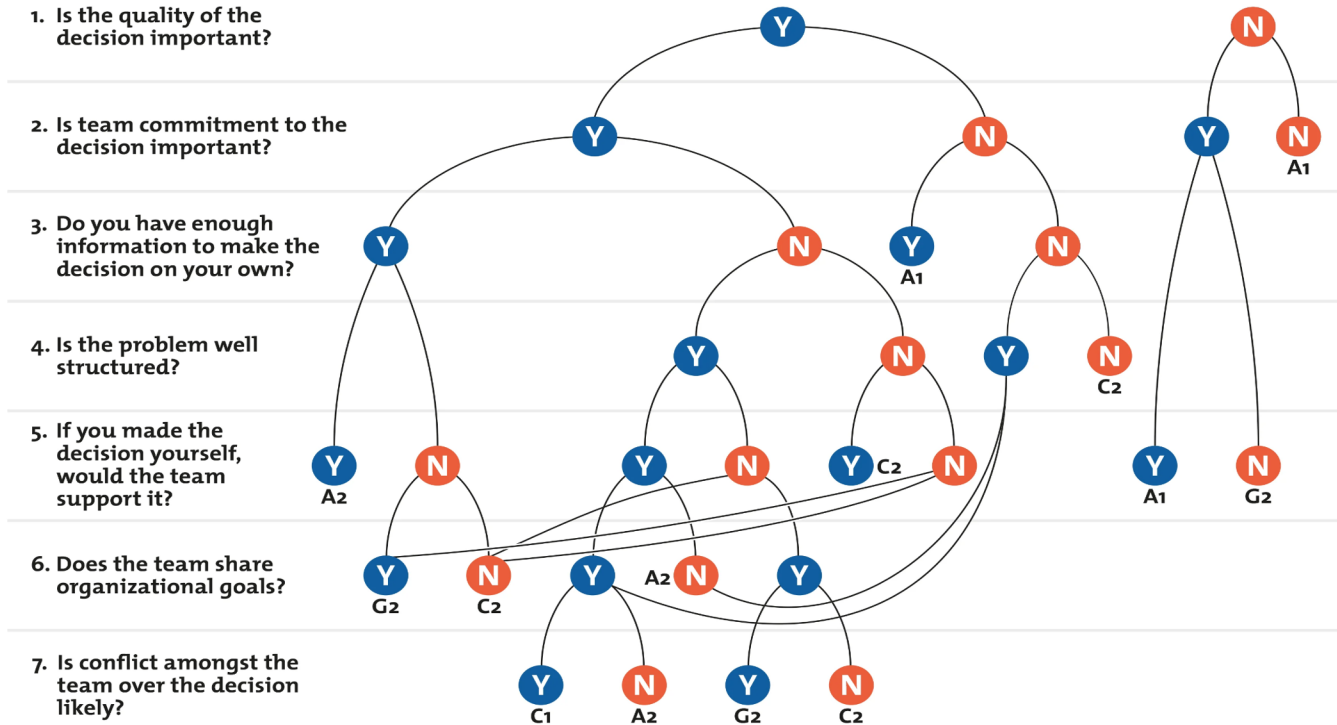 1. Is the quality of the
decision important?
Y
N
2. Is team commitment to the
decision important?
Y
N
Y
N
A1
3. Do you have enough
information to make the
decision on your own?
Y
N
Y
A1
N
4. Is the problem well
structured?
Y
N
Y
N
C2
5. If you made the
decision yourself,
would the team
support it?
Y
A2
N
Y
N
Y C2
N
Y
A1
N
G2
6. Does the team share
organizational goals?
Y
G2
N
C2
Y
A2 N
Y
7. Is conflict amongst the
team over the decision
likely?
Y
C1
N
A2
Y
G2
N
C2